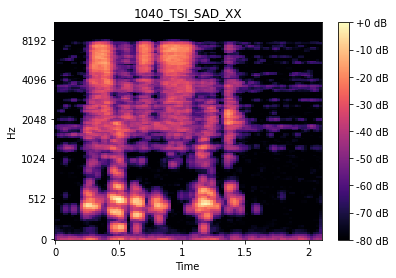 1040_TSI_SAD_XX
8192
4096
2048
1024
512
0
Hz
0
0.5
1
1.5
2
Time
+0 dB
-10 dB
-20 dB
-30 dB
-40 dB
-50 dB
-60 dB
-70 dB
-80 dB